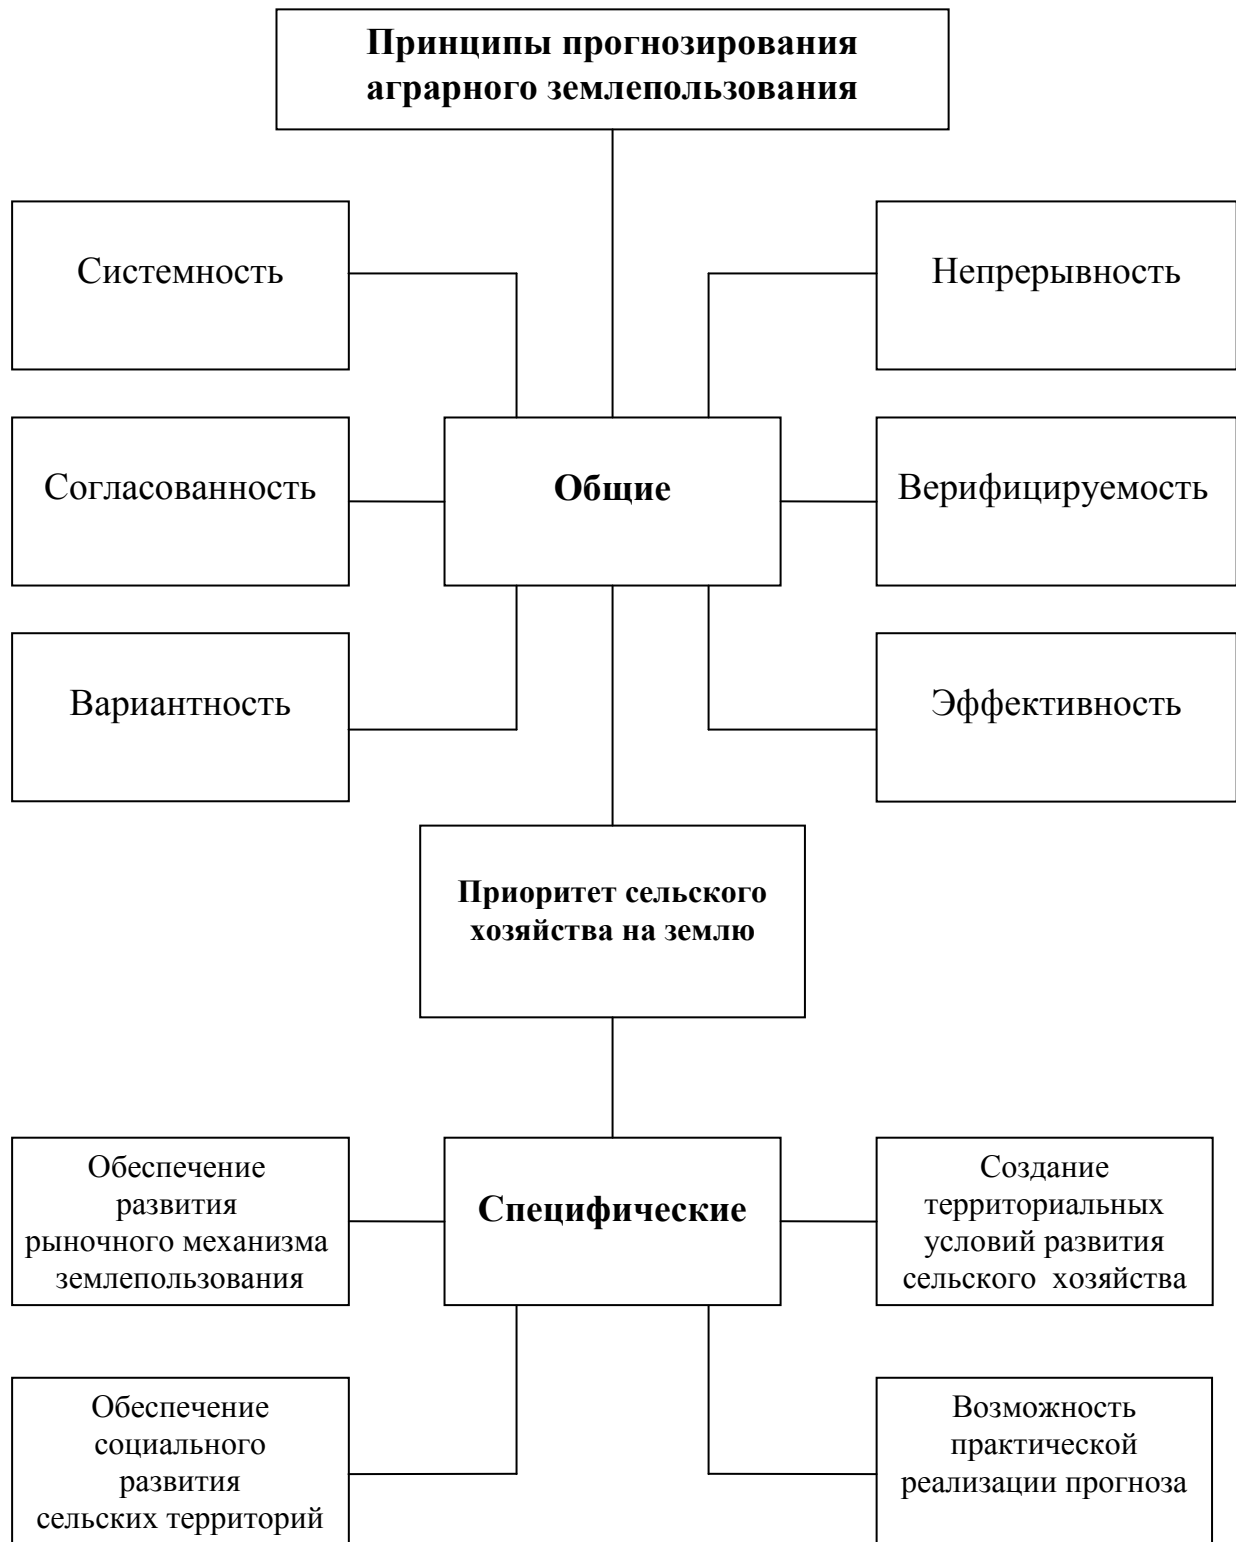 Принципы прогнозирования
аграрного землепользования
Системность
Непрерывность
Согласованность
Общие
Верифицируемость
Вариантность
Эффективность
Приоритет сельского
хозяйства на землю
Обеспечение
развития
рыночного механизма
землепользования
Специфические
Создание
территориальных
условий развития
сельского хозяйства
Обеспечение
социального
развития
сельских территорий
Возможность
практической
реализации прогноза